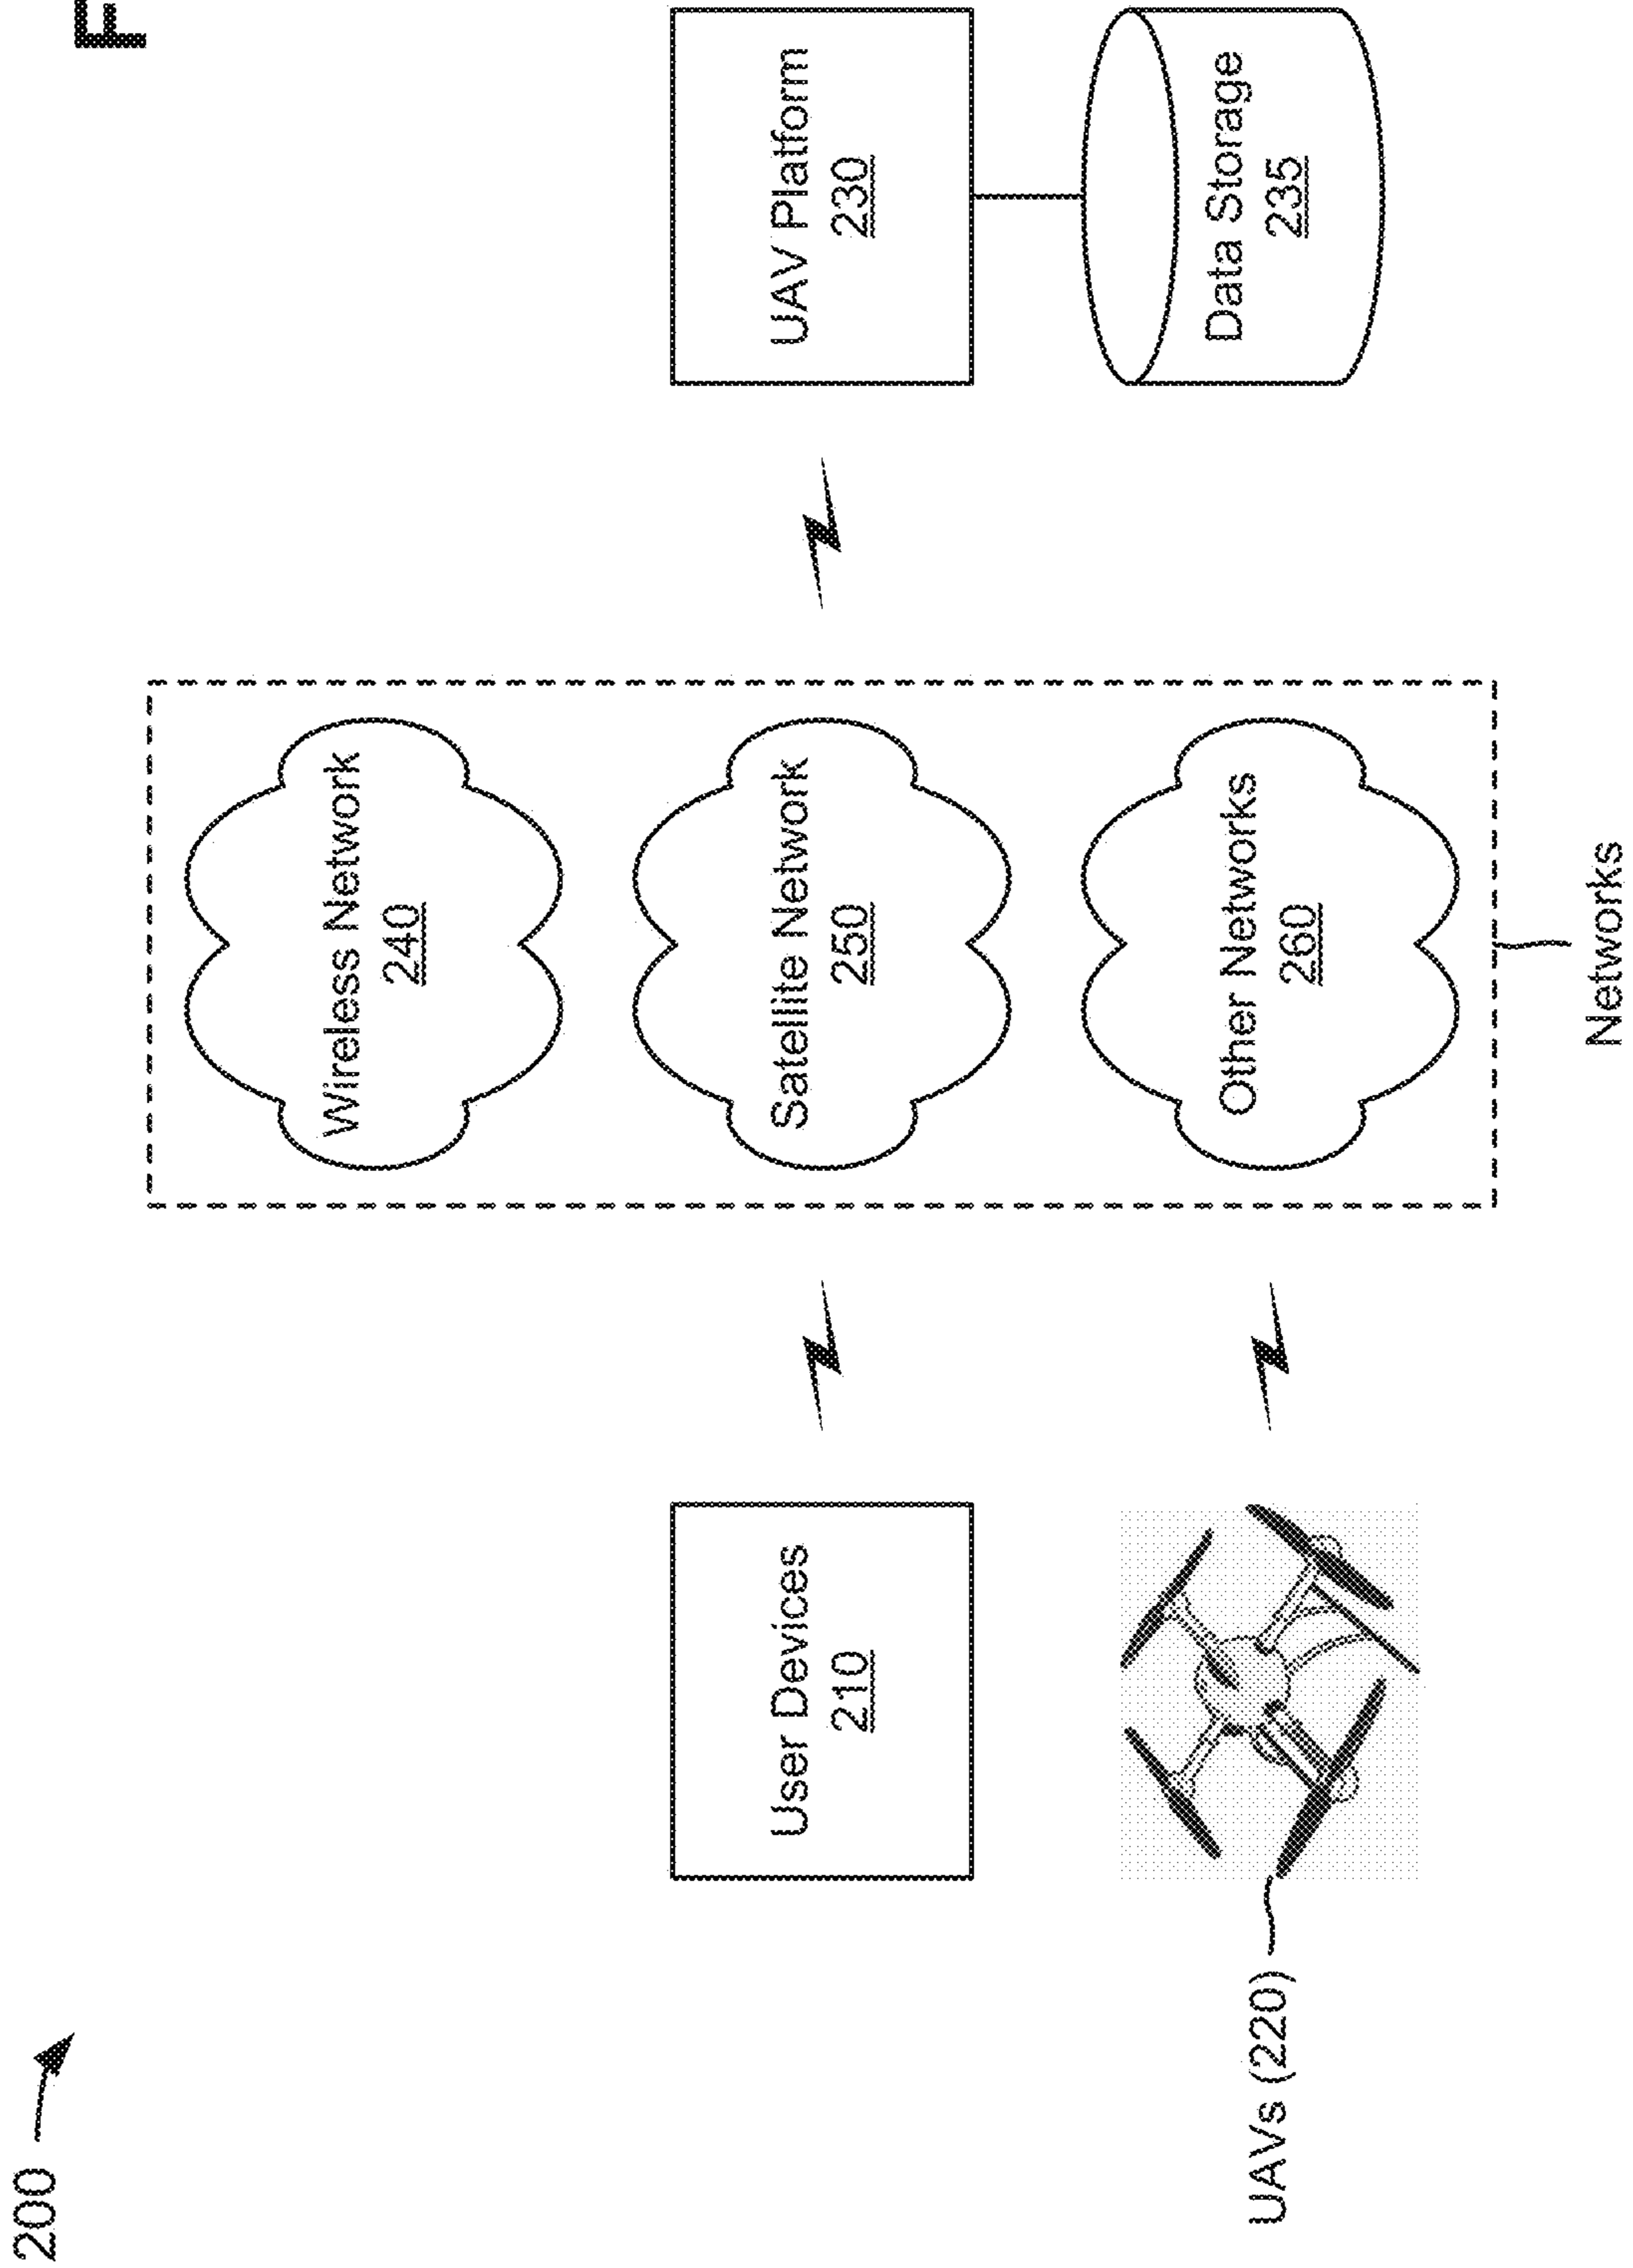 200
F
Wireless Network
240
User Devices
210
Satellite Network
250
UAV Platform
230
UAVs (220)
Other Networks
260
Data Storage
235
Networks